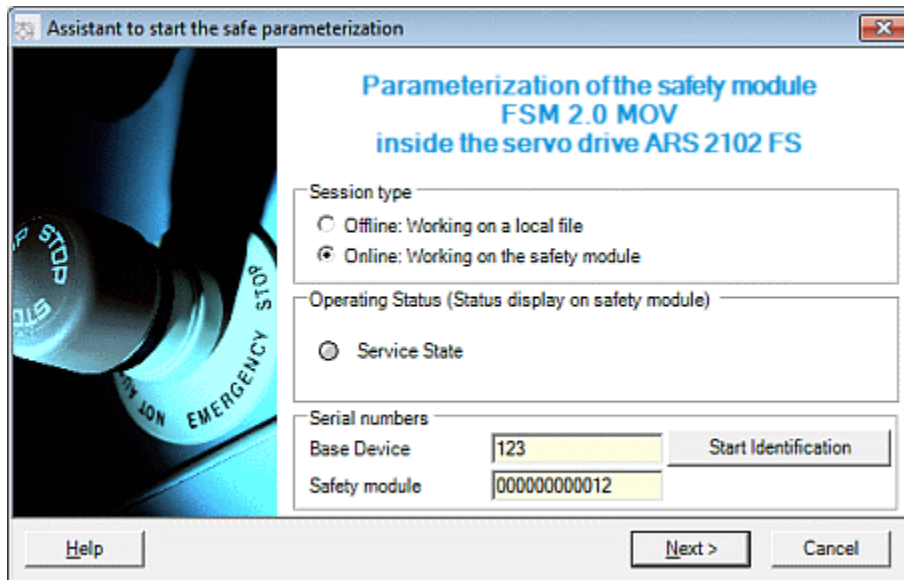 Assistant to start the safe parameterization
Parameterization of the safety module
FSM 2.0 MOV
inside the servo drive ARS 2102 FS
Session type
Offline: Working on a local file
Online: Working on the safety module
Operating Status (Status display on safety module)
Service State
Serial numbers
Base Device 123 Start Identification
Safety module 000000000012
STOP
STOP
EMERGENCY STOP
NOT AUS
Help Next > Cancel